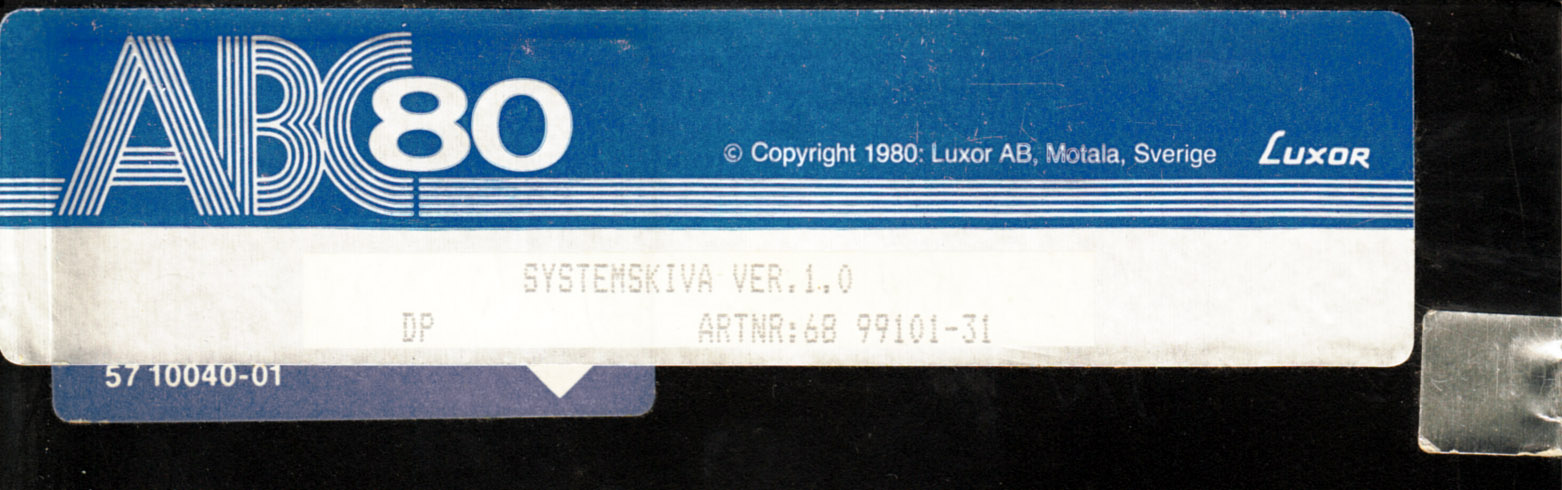 ABC80
© Copyright 1980: Luxor AB, Motala, Sverige
LUXOR
SYSTEMSKIVA VER.1.0
DP ARTNR:68 99101-31
57 10040-01